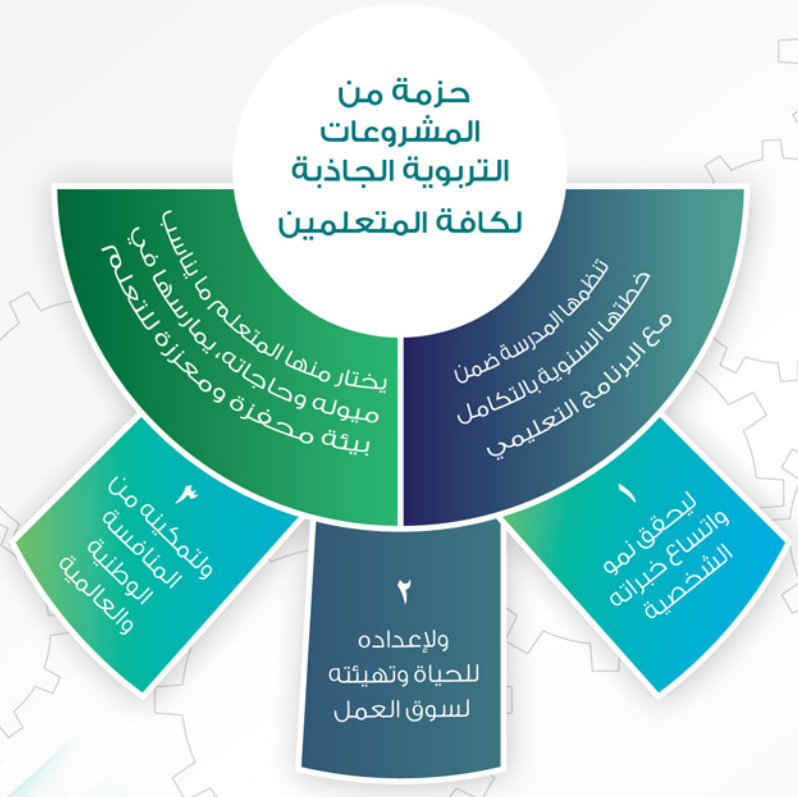 حزمة من
المشروعات
التربوية الجاذبة
لكافة المتعلمين
تنظمها المدرسة ضمن
خطتها السنوية بالتكامل
مع البرنامج التعليمي
يختار منها المتعلم ما يناسب
ميوله وحاجاته، يمارسها في
بيئة محفزة ومعززة للتعلم
١
ليحقق نمو
واتساع خبراته
الشخصية
٢
ولإعداده
للحياة وتهيئته
لسوق العمل
٣
ولتمكينه من
المنافسة
الوطنية
والعالمية